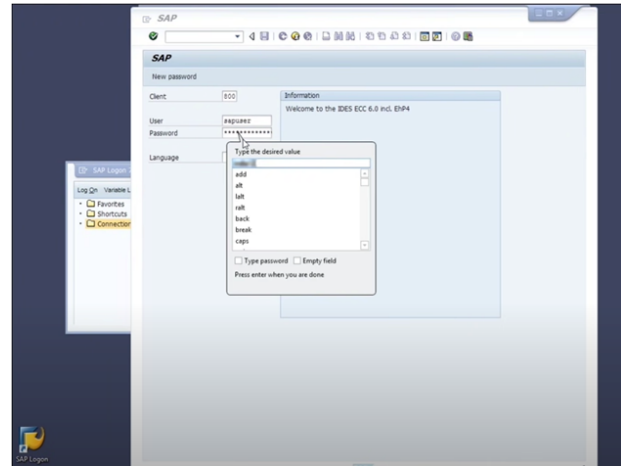 SAP
SAP
New password
Client 800
Information
Welcome to the IDES ECC 6.0 incl. EhP4
User sapuser
Password ************
Language
Type the desired value
add
alt
lalt
ralt
back
break
caps
Type password Empty field
Press enter when you are done
SAP Logon
Log On Variable L
Favorites
Shortcuts
Connection
SAP Logon